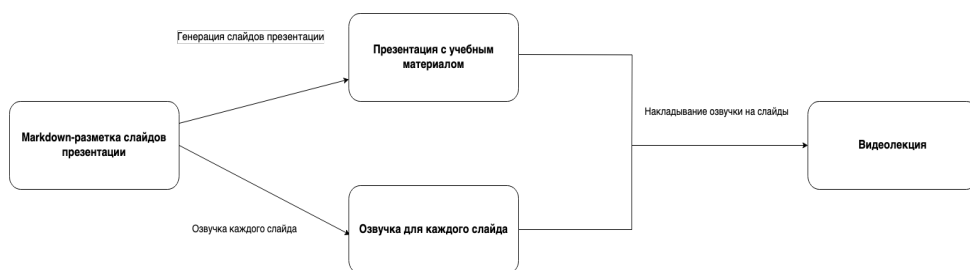 Генерация слайдов презентации
Презентация с учебным
материалом
Markdown-разметка слайдов
презентации
Накладывание озвучки на слайды
Видеолекция
Озвучка каждого слайда
Озвучка для каждого слайда